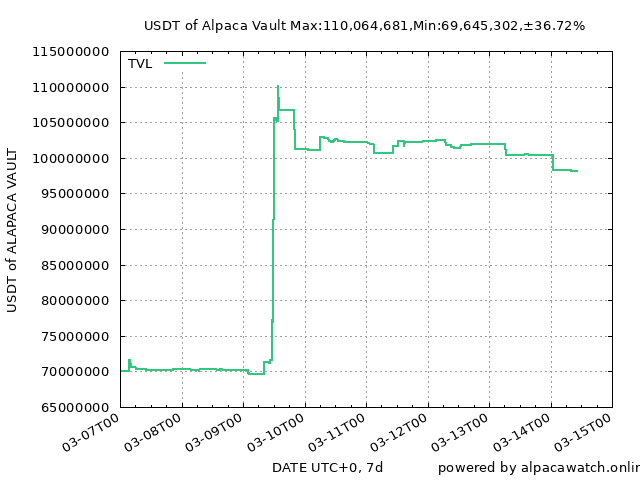 USDT of Alpaca Vault Max:110,064,681,Min:69,645,302,±36.72%
TVL
115000000
110000000
105000000
100000000
95000000
90000000
85000000
80000000
75000000
70000000
65000000
USDT of ALAPACA VAULT
03-07T00
03-08T00
03-09T00
03-10T00
03-11T00
03-12T00
03-13T00
03-14T00
03-15T00
DATE UTC+0, 7d
powered by alpacawatch.onlin